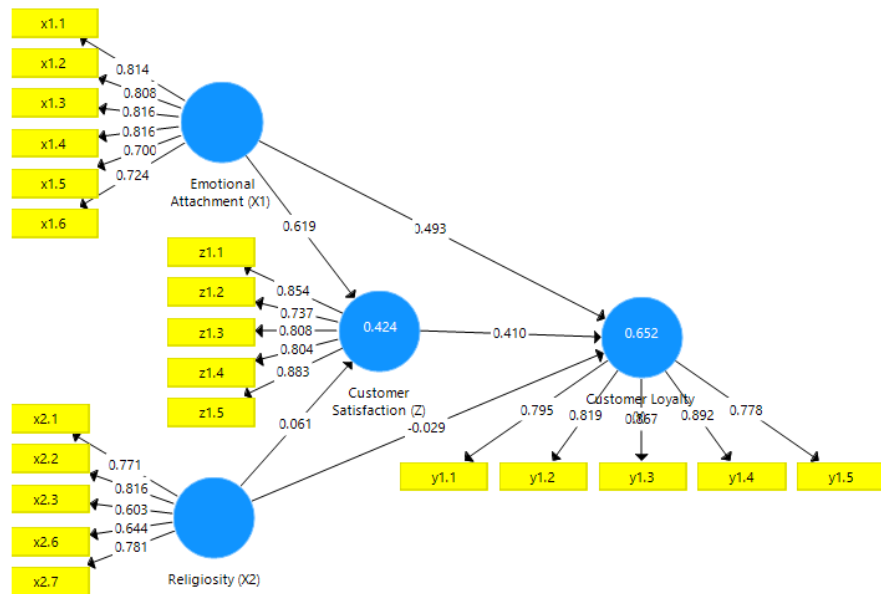 x1.1
x1.2
x1.3
x1.4
x1.5
x1.6
0.814
0.808
0.816
0.816
0.700
0.724
Emotional
Attachment (X1)
0.619
0.493
z1.1
z1.2
z1.3
z1.4
z1.5
0.854
0.737
0.808
0.804
0.883
0.424
Customer
Satisfaction (Z)
0.410
0.652
Customer Loyalty
0.061
-0.029
0.795
0.819
0.867
0.892
0.778
y1.1
y1.2
y1.3
y1.4
y1.5
x2.1
x2.2
x2.3
x2.6
x2.7
0.771
0.816
0.603
0.644
0.781
Religiosity (X2)